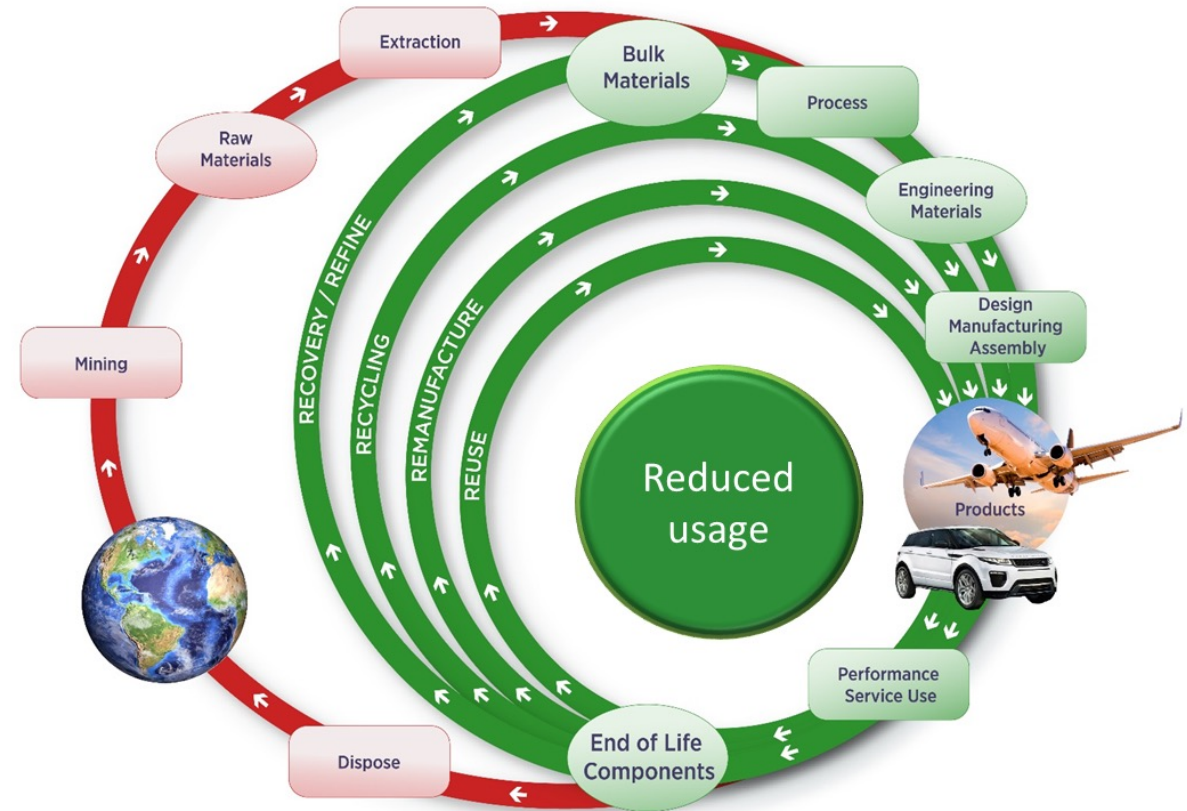 Extraction
Bulk
Materials
Process
Raw
Materials
Engineering
Materials
Mining
Design
Manufacturing
Assembly
RECOVERY / REFINE
RECYCLING
REMANUFACTURE
REUSE
Reduced
usage
Products
Performance
Service Use
End of Life
Components
Dispose